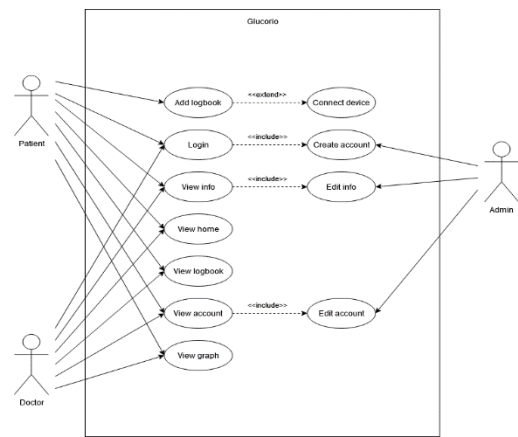 Glucorio
Add logbook
<<extend>>
Connect device
Patient
Login
<<include>>
Create account
View info
<<include>>
Edit info
Admin
View home
View logbook
View account
<<include>>
Edit account
View graph
Doctor